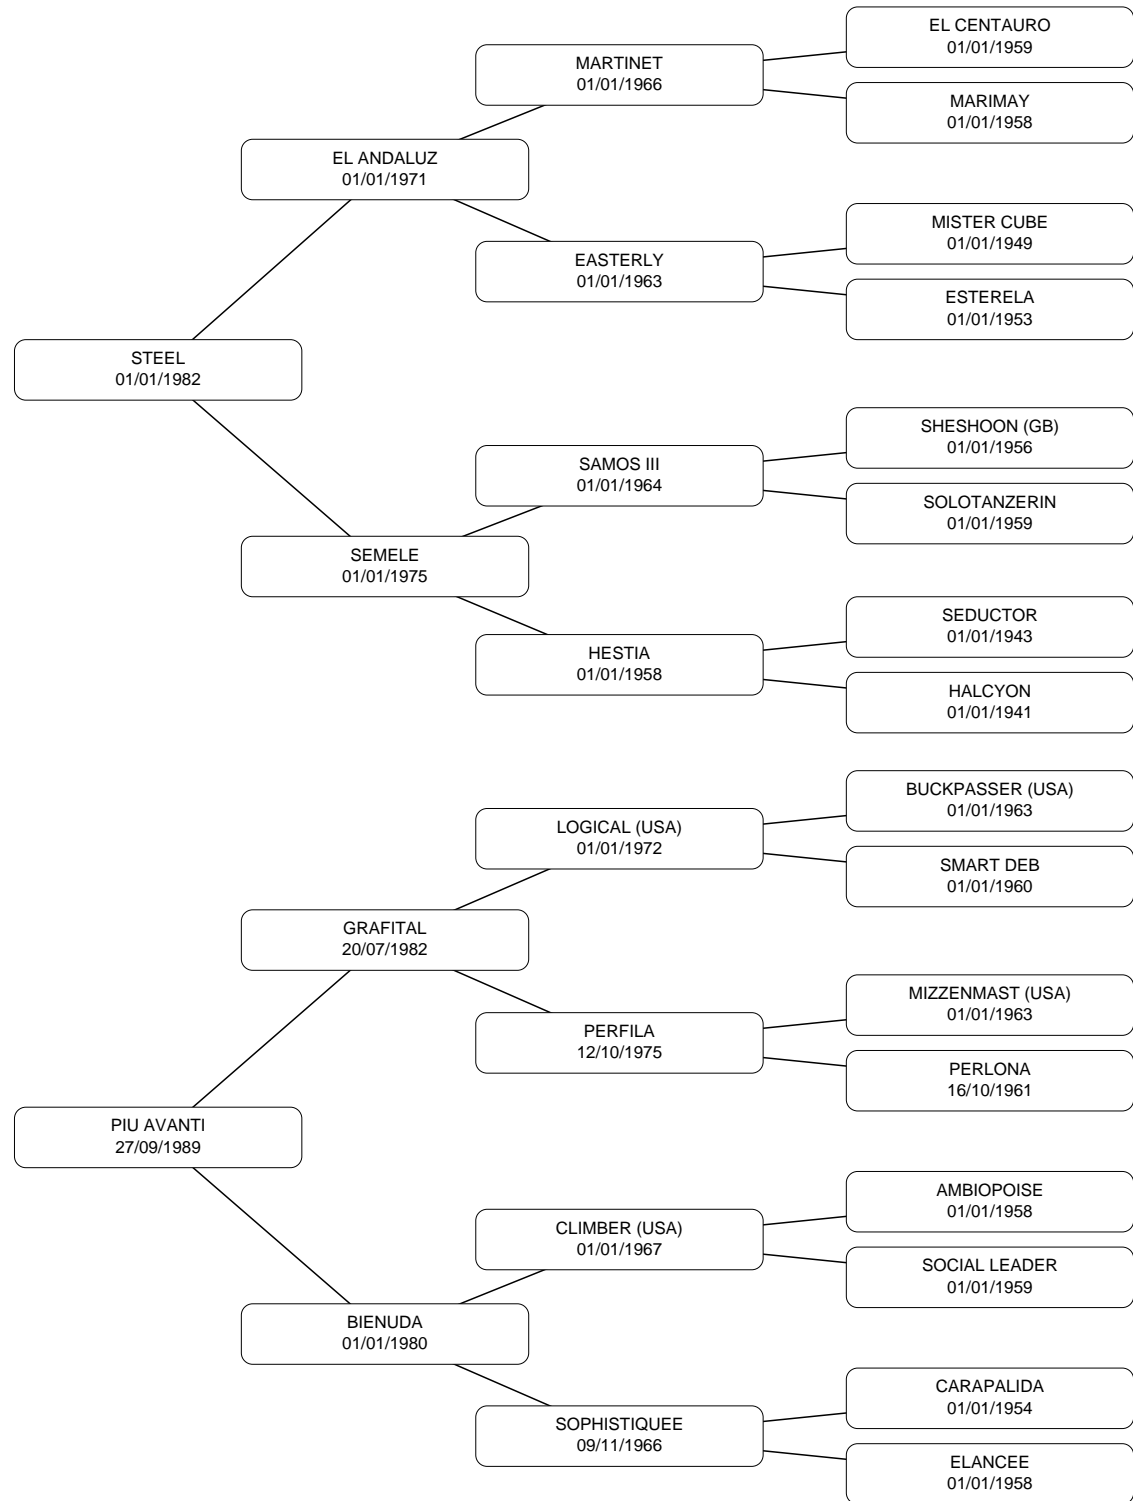 EL CENTAURO
01/01/1959
MARTINET
01/01/1966
MARIMAY
01/01/1958
EL ANDALUZ
01/01/1971
MISTER CUBE
01/01/1949
EASTERLY
01/01/1963
ESTERELA
01/01/1953
STEEL
01/01/1982
SHESHOON (GB)
01/01/1956
SAMOS III
01/01/1964
SOLOTANZERIN
01/01/1959
SEMELE
01/01/1975
SEDUCTOR
01/01/1943
HESTIA
01/01/1958
HALCYON
01/01/1941
BUCKPASSER (USA)
01/01/1963
LOGICAL (USA)
01/01/1972
SMART DEB
01/01/1960
GRAFITAL
20/07/1982
MIZZENMAST (USA)
01/01/1963
PERFILA
12/10/1975
PERLONA
16/10/1961
PIU AVANTI
27/09/1989
AMBIOPOISE
01/01/1958
CLIMBER (USA)
01/01/1967
SOCIAL LEADER
01/01/1959
BIENUDA
01/01/1980
CARAPALIDA
01/01/1954
SOPHISTIQUEE
09/11/1966
ELANCEE
01/01/1958